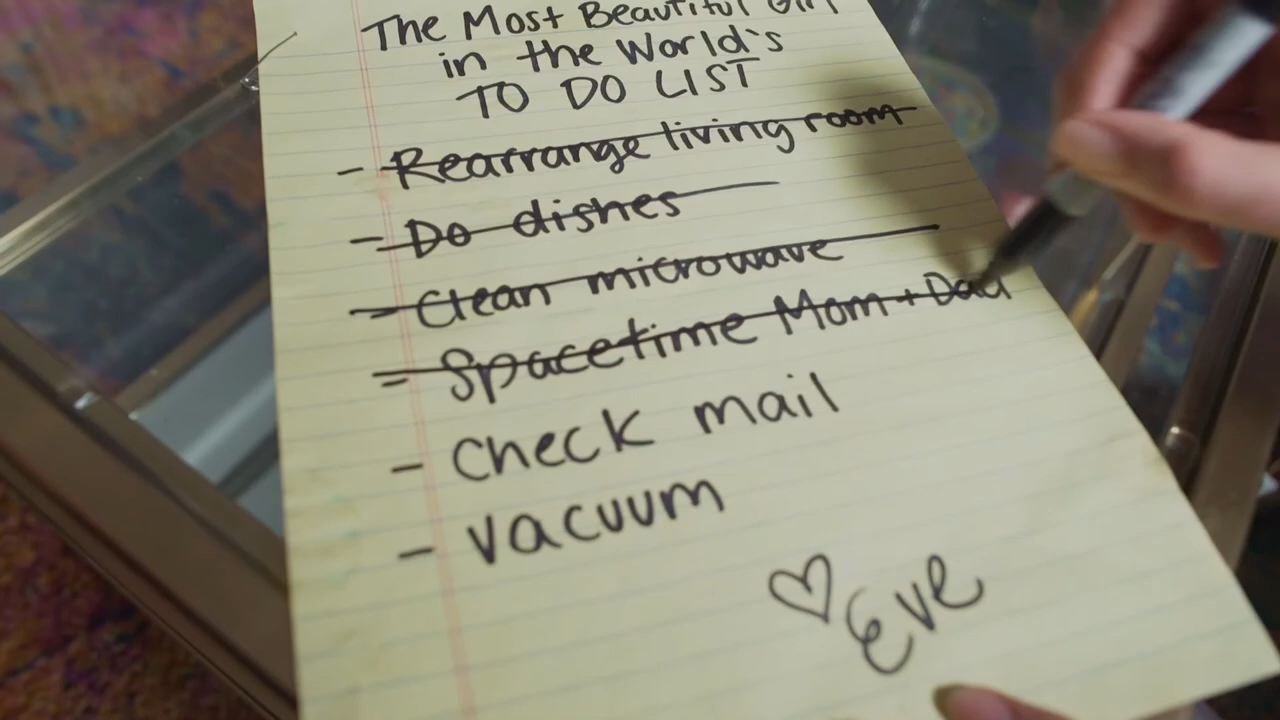 The Most Beautiful Girl
in the World's
TO DO LIST
- Rearrange living room
- Do dishes
- Clean microwave
- Spacetime Mom + Dad
- Check mail
- Vacuum
♡ Eve